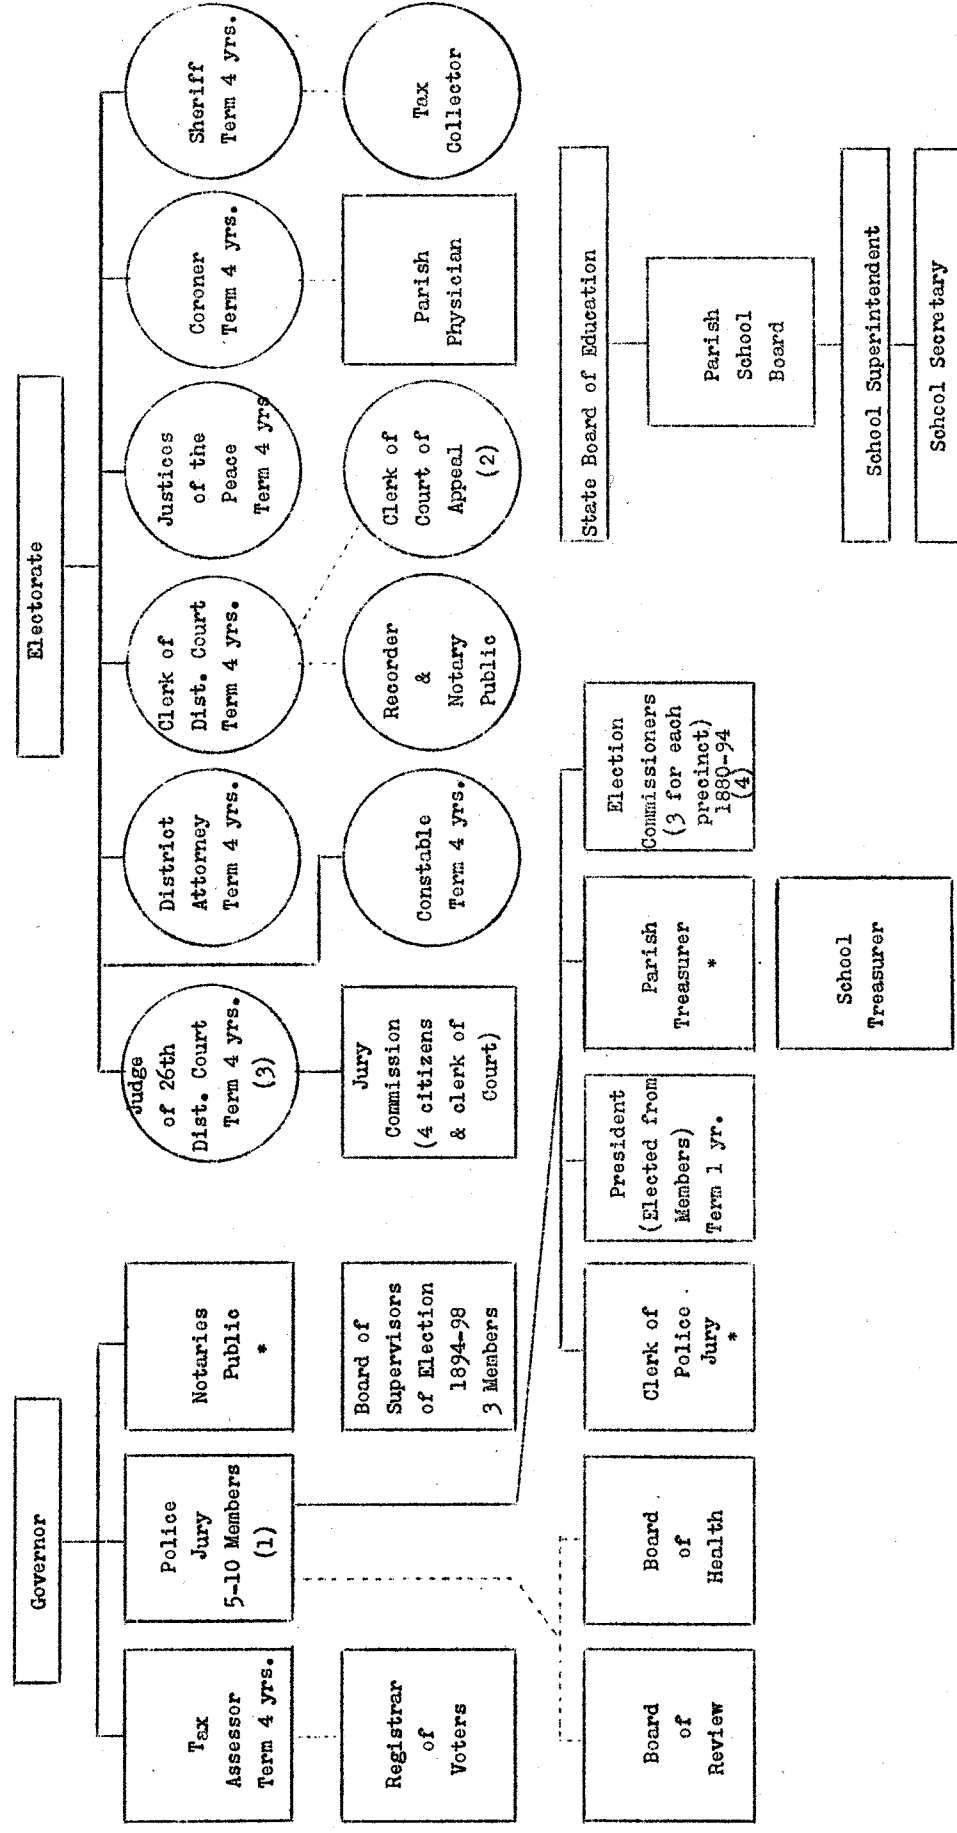 Governor
Electorate
Tax
Assessor
Term 4 yrs.
Police
Jury
5-10 Members
(1)
Notaries
Public
*
Judge
of 26th
Dist. Court
Term 4 yrs.
(3)
District
Attorney
Term 4 yrs.
Clerk of
Dist. Court
Term 4 yrs.
Justices
of the
Peace
Term 4 yrs
Coroner
Term 4 yrs.
Sheriff
Term 4 yrs.
Registrar
of
Voters
Board of
Supervisors
of Election
1894-98
3 Members
Jury
Commission
(4 citizens
& clerk of
Court)
Constable
Term 4 yrs.
Recorder
&
Notary
Public
Clerk of
Court of
Appeal
(2)
Parish
Physician
Tax
Collector
Board
of
Review
Board
of
Health
Clerk of
Police
Jury
*
President
(Elected from
Members)
Term 1 yr.
Parish
Treasurer
*
Election
Commissioners
(3 for each
precinct)
1880-94
(4)
School
Treasurer
State Board of Education
Parish
School
Board
School Superintendent
School Secretary